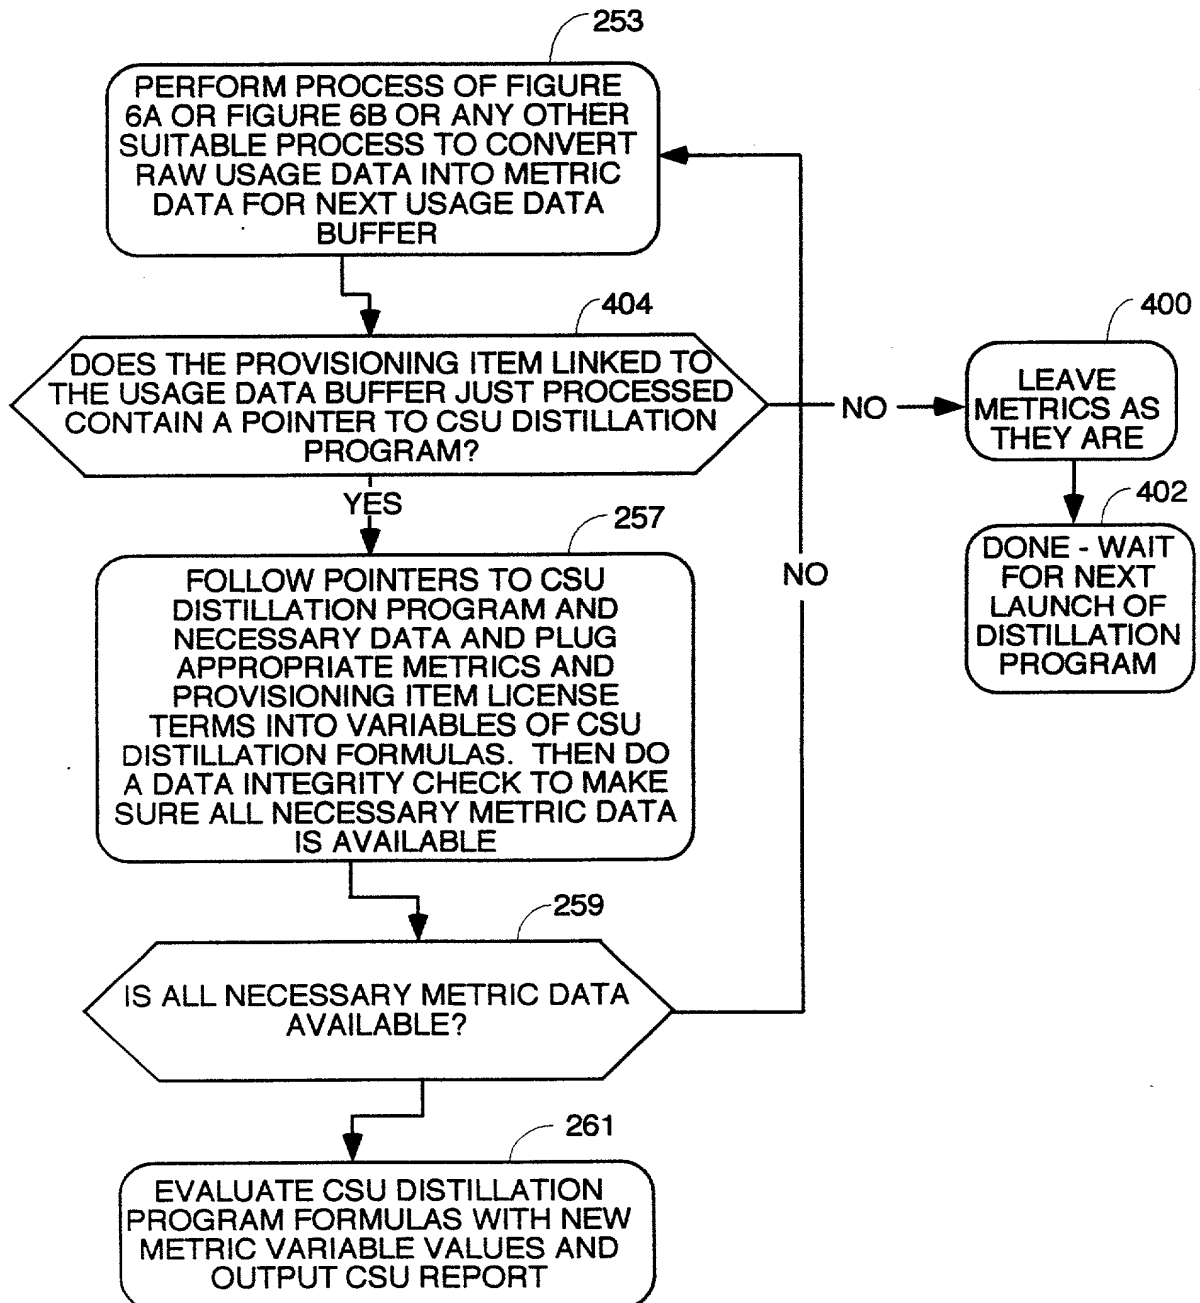 253
PERFORM PROCESS OF FIGURE
6A OR FIGURE 6B OR ANY OTHER
SUITABLE PROCESS TO CONVERT
RAW USAGE DATA INTO METRIC
DATA FOR NEXT USAGE DATA
BUFFER
404
DOES THE PROVISIONING ITEM LINKED TO
THE USAGE DATA BUFFER JUST PROCESSED
CONTAIN A POINTER TO CSU DISTILLATION
PROGRAM?
NO
400
LEAVE
METRICS AS
THEY ARE
402
DONE - WAIT
FOR NEXT
LAUNCH OF
DISTILLATION
PROGRAM
YES
257
FOLLOW POINTERS TO CSU
DISTILLATION PROGRAM AND
NECESSARY DATA AND PLUG
APPROPRIATE METRICS AND
PROVISIONING ITEM LICENSE
TERMS INTO VARIABLES OF CSU
DISTILLATION FORMULAS. THEN DO
A DATA INTEGRITY CHECK TO MAKE
SURE ALL NECESSARY METRIC DATA
IS AVAILABLE
NO
259
IS ALL NECESSARY METRIC DATA
AVAILABLE?
261
EVALUATE CSU DISTILLATION
PROGRAM FORMULAS WITH NEW
METRIC VARIABLE VALUES AND
OUTPUT CSU REPORT